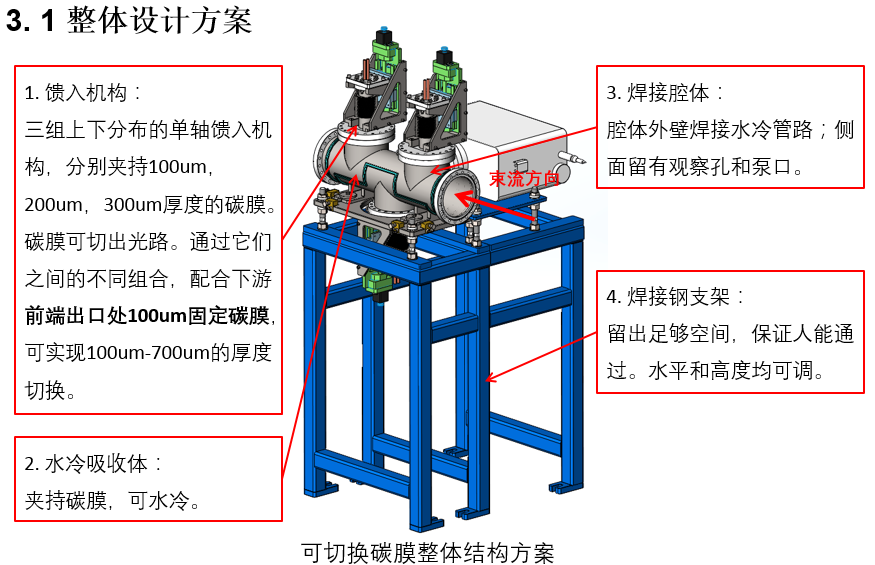 3. 1 整体设计方案
1. 馈入机构：
三组上下分布的单轴馈入机
构，分别夹持100um，
200um，300um厚度的碳膜。
碳膜可切出光路。通过它们
之间的不同组合，配合下游
前端出口处100um固定碳膜，
可实现100um-700um的厚度
切换。
2. 水冷吸收体：
夹持碳膜，可水冷。
束流方向
3. 焊接腔体：
腔体外壁焊接水冷管路；侧
面留有观察孔和泵口。
4. 焊接钢支架：
留出足够空间，保证人能通
过。水平和高度均可调。
可切换碳膜整体结构方案